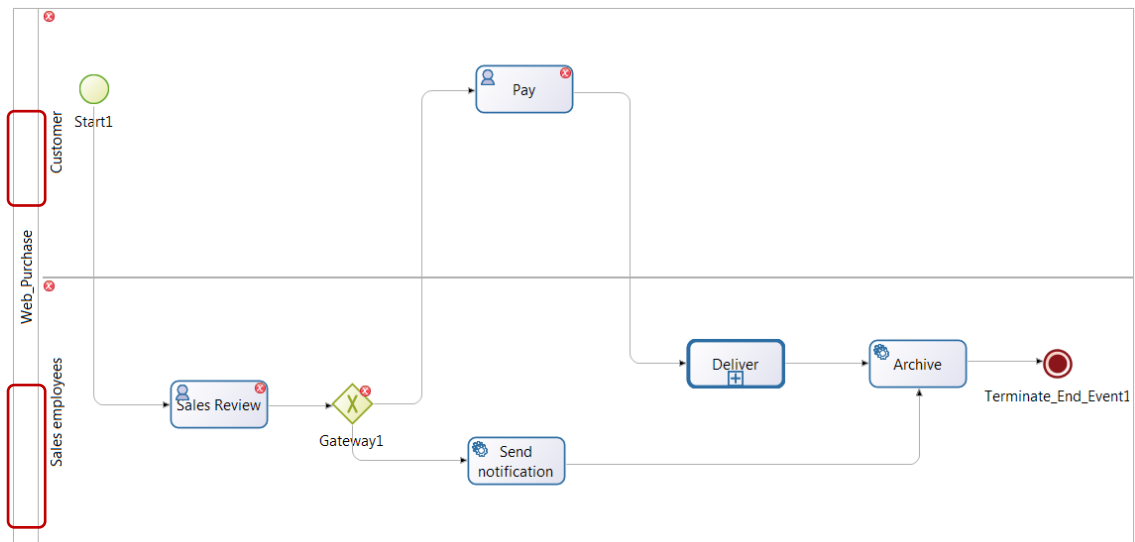 Web_Purchase
Customer
Start1
Pay
Sales employees
Sales Review
Gateway1
Send
notification
Deliver
Archive
Terminate_End_Event1